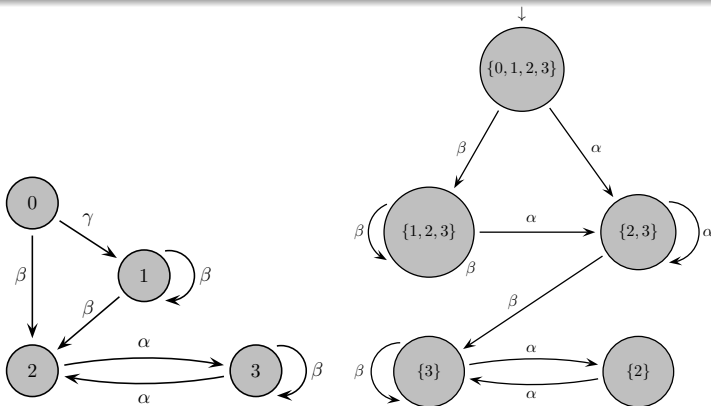 ↓
{0, 1, 2, 3}
β
α
0
γ
{1, 2, 3}
{2, 3}
β
α
α
β
β
1
β
β
β
2
α
α
3
β
β
{3}
α
α
{2}